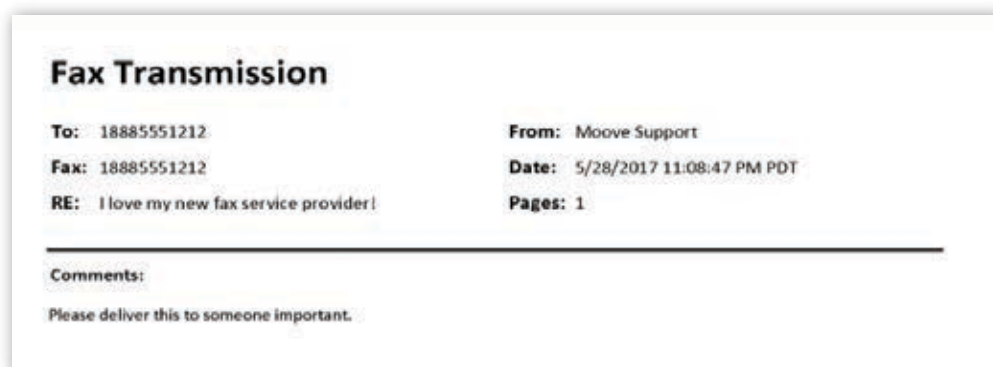 Fax Transmission
To: 18885551212 From: Moove Support
Fax: 18885551212 Date: 5/28/2017 11:08:47 PM PDT
RE: I love my new fax service provider! Pages: 1
Comments:
Please deliver this to someone important.